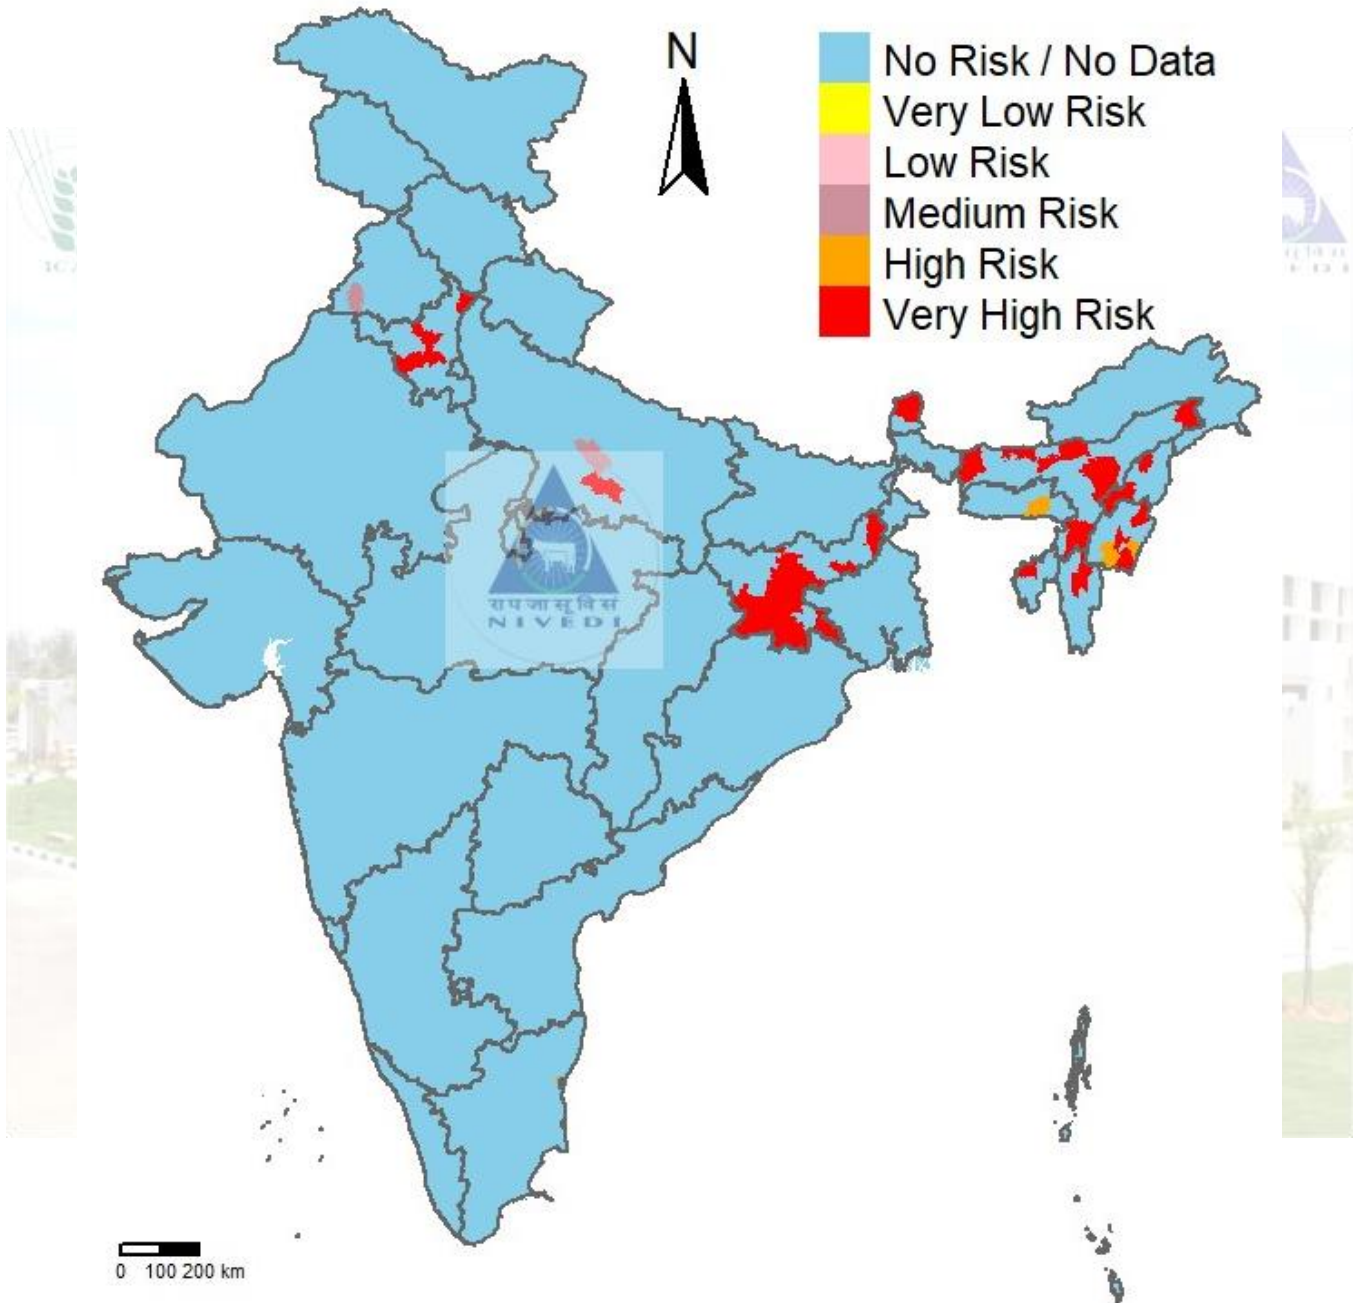 N
No Risk / No Data
Very Low Risk
Low Risk
Medium Risk
High Risk
Very High Risk
रापजासूविसं
NIVEDI
0 100 200 km